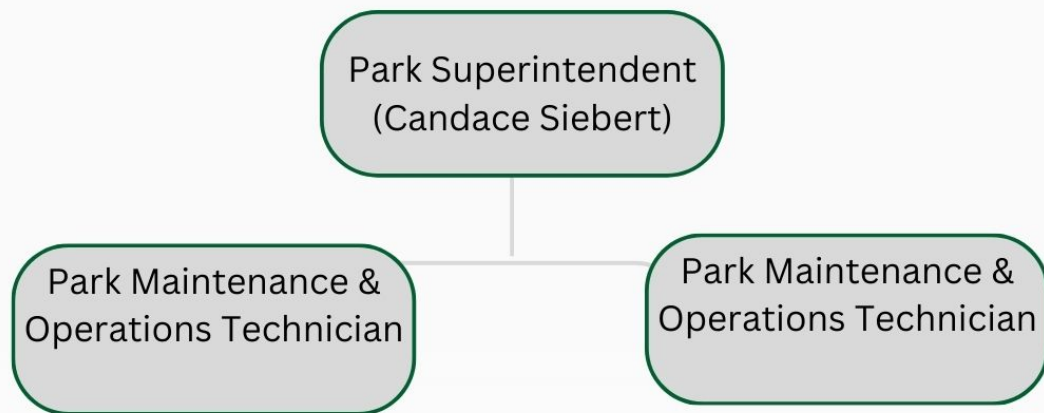 Park Superintendent
(Candace Siebert)
Park Maintenance &
Operations Technician
Park Maintenance &
Operations Technician